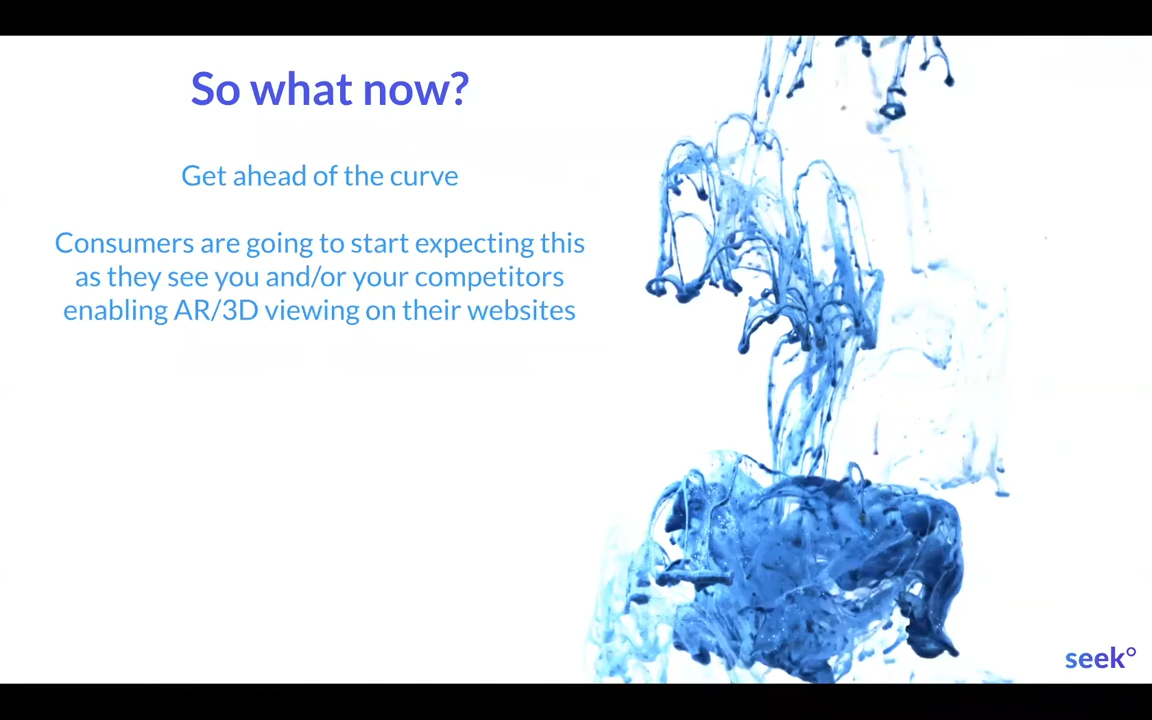 So what now?
Get ahead of the curve
Consumers are going to start expecting this
as they see you and/or your competitors
enabling AR/3D viewing on their websites
seek°